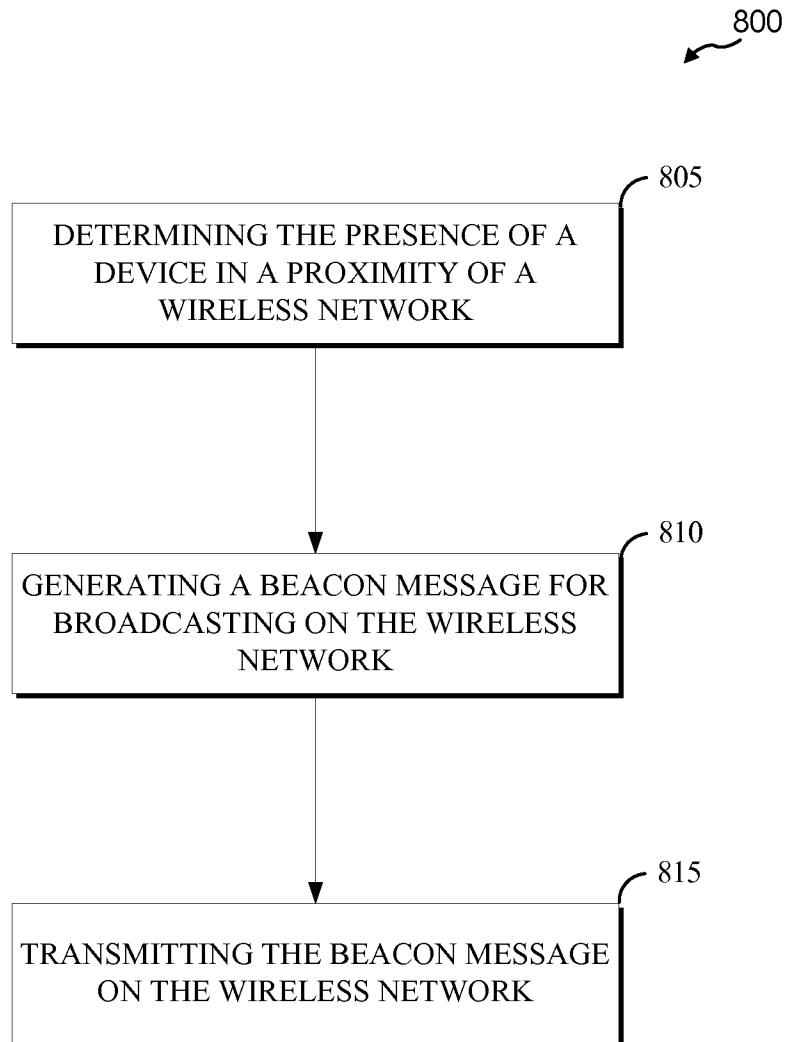 800
805
DETERMINING THE PRESENCE OF A
DEVICE IN A PROXIMITY OF A
WIRELESS NETWORK
810
GENERATING A BEACON MESSAGE FOR
BROADCASTING ON THE WIRELESS
NETWORK
815
TRANSMITTING THE BEACON MESSAGE
ON THE WIRELESS NETWORK